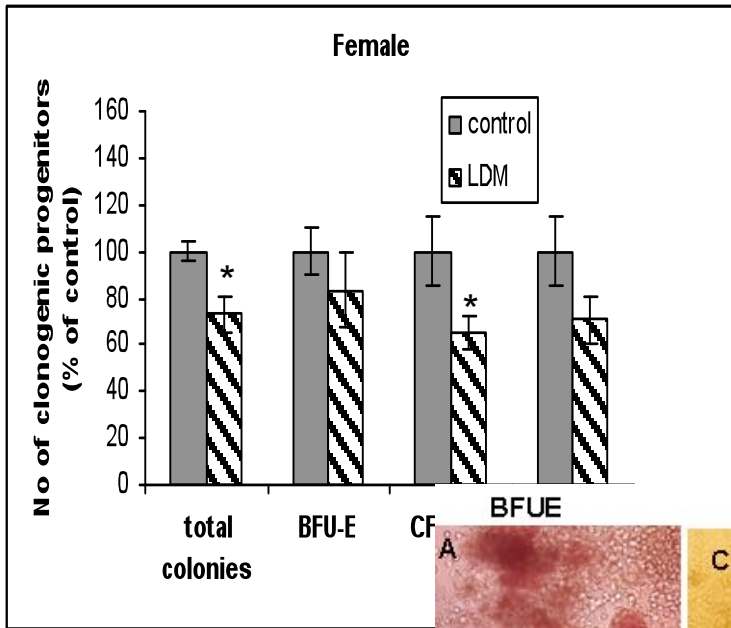 Female
No of clonogenic progenitors
(% of control)
160
140
120
100
80
60
40
20
0
control
LDM
*
*
total
colonies
BFU-E
CF
BFUE
A
C